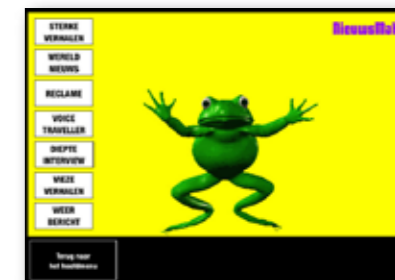 STERKE
VERHALEN
WERELD
NIEUWS
RECLAME
VOICE
TRAVELLER
DIEPTE
INTERVIEW
VIEZE
VERHALEN
WEER
BERICHT
Terug naar
het hoofdmenu